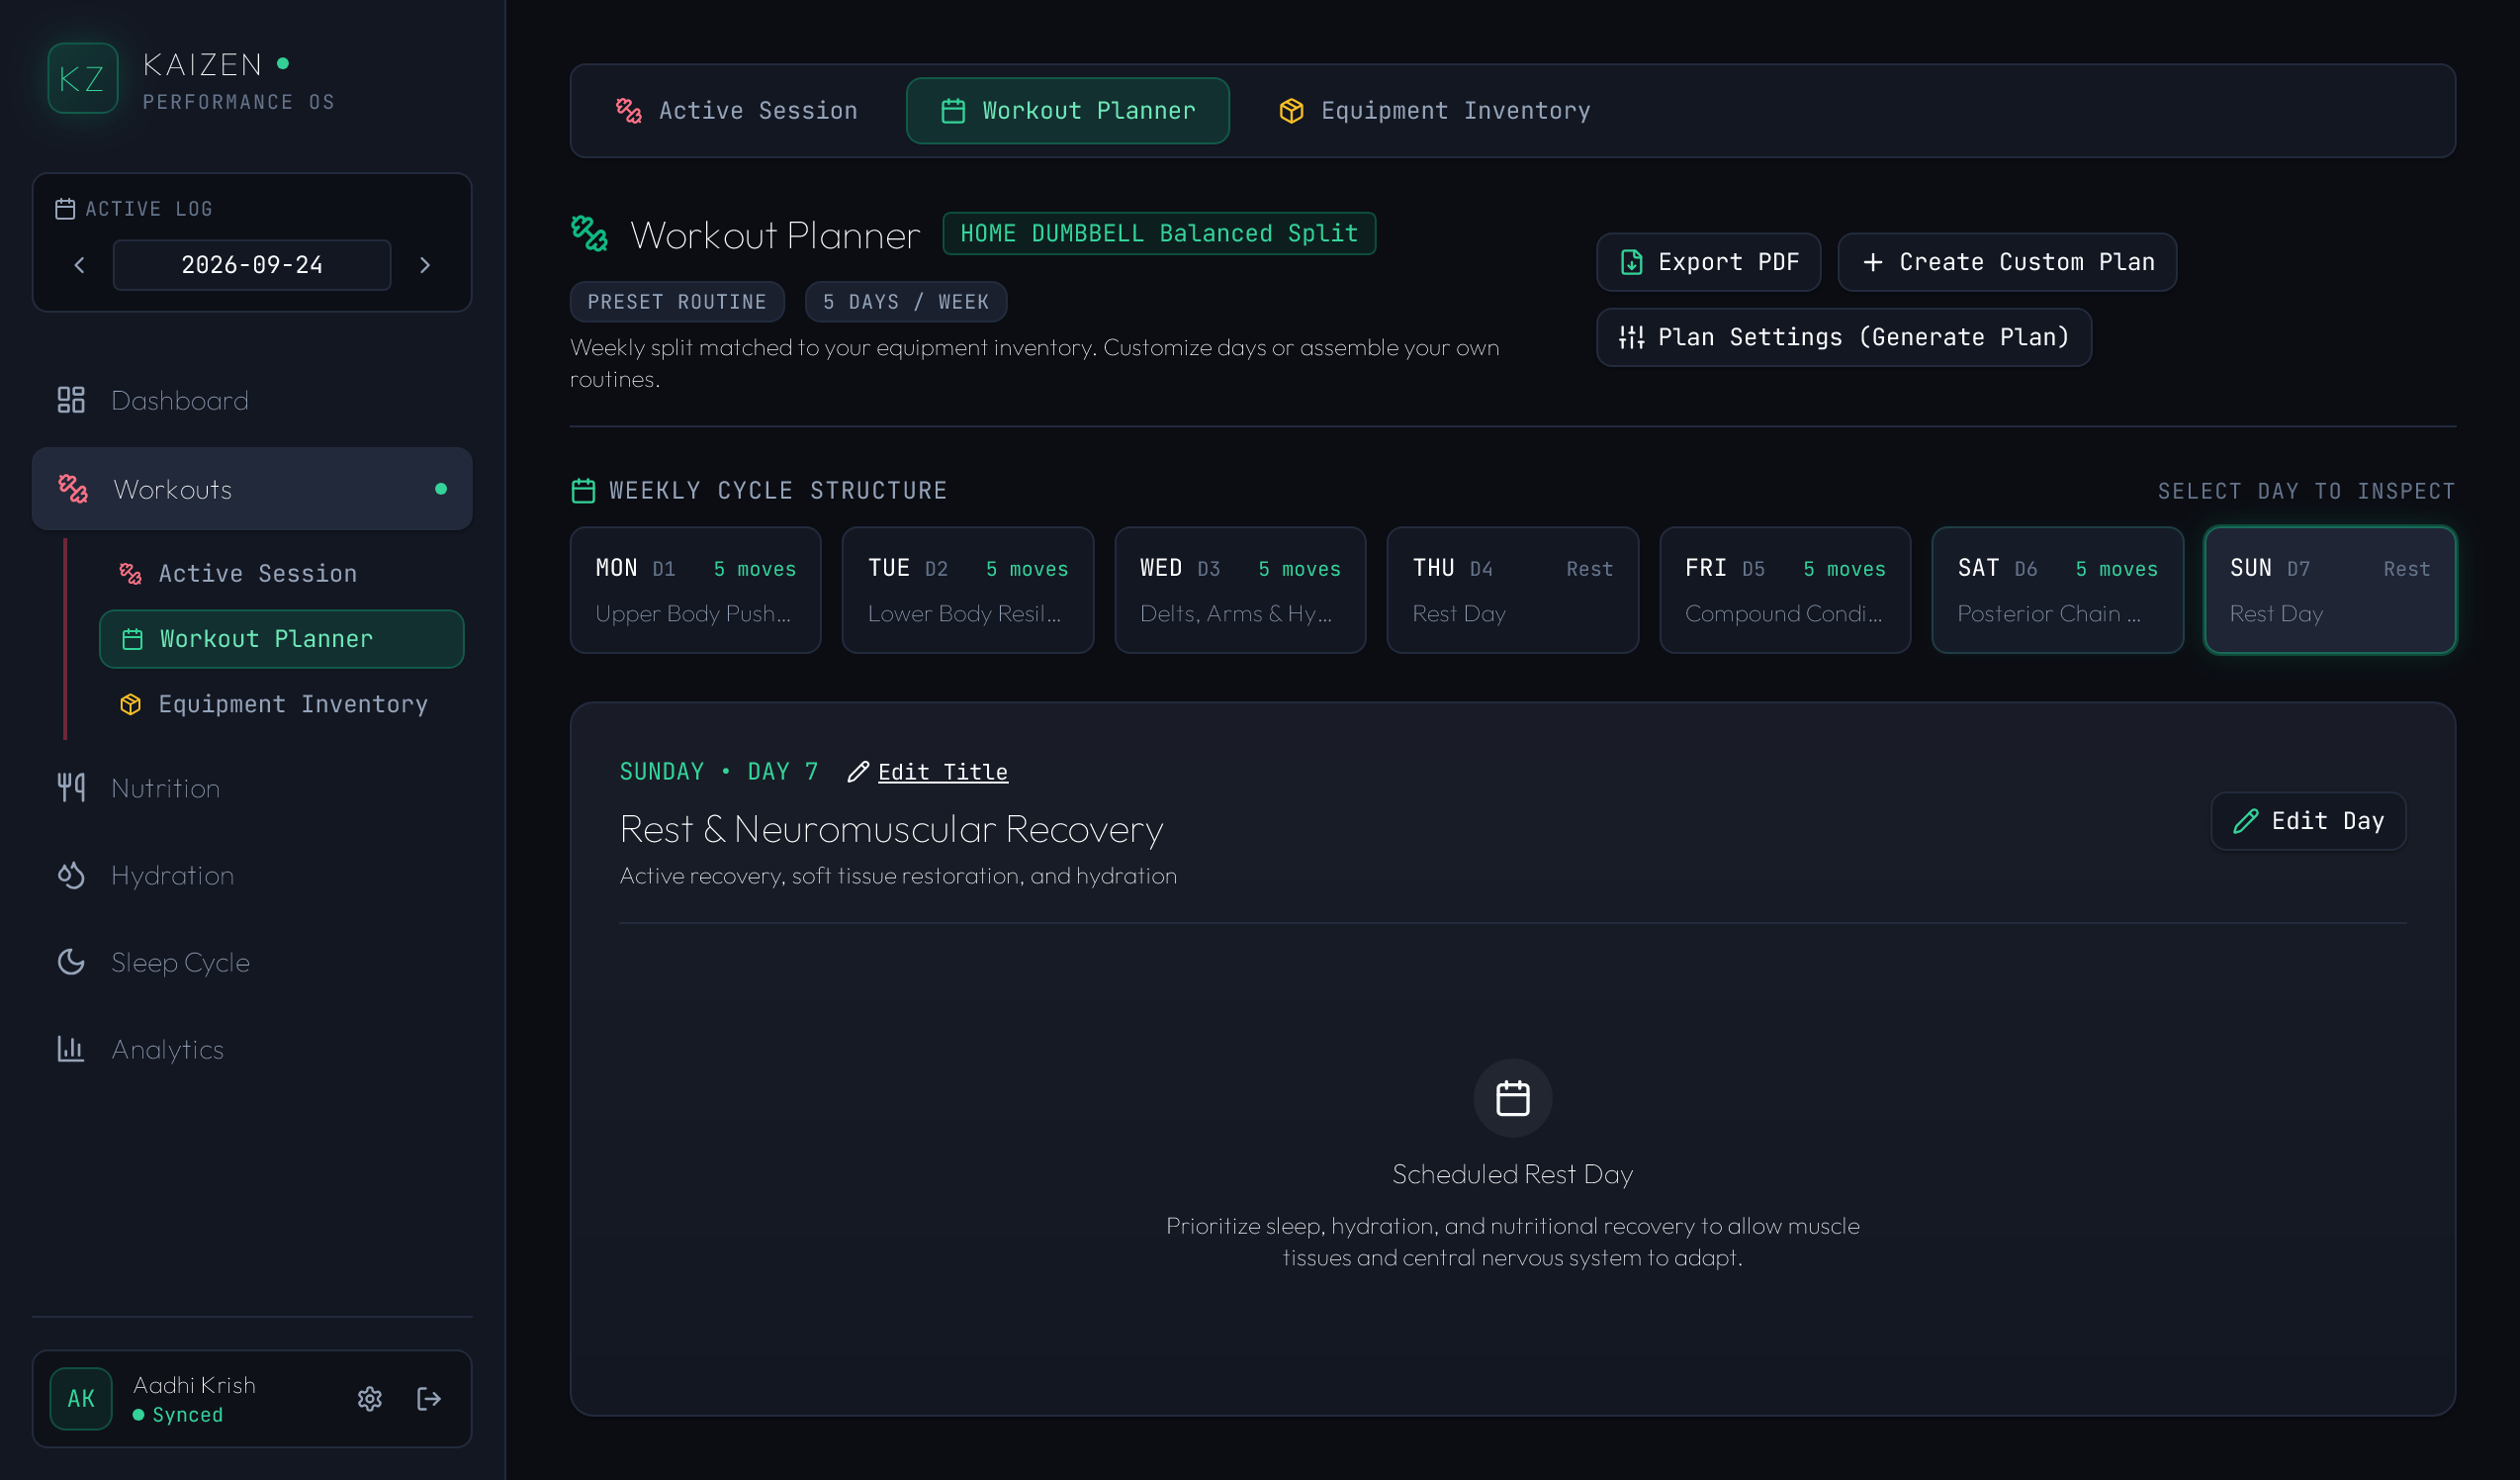 KZ
KAIZEN
PERFORMANCE OS
ACTIVE LOG
2026-09-24
Dashboard
Workouts
Active Session
Workout Planner
Equipment Inventory
Nutrition
Hydration
Sleep Cycle
Analytics
AK
Aadhi Krish
Synced
Active Session
Workout Planner
Equipment Inventory
Workout Planner
HOME DUMBBELL Balanced Split
PRESET ROUTINE
5 DAYS / WEEK
Weekly split matched to your equipment inventory. Customize days or assemble your own
routines.
Export PDF
Create Custom Plan
Plan Settings (Generate Plan)
WEEKLY CYCLE STRUCTURE
SELECT DAY TO INSPECT
MON D1 5 moves
Upper Body Push...
TUE D2 5 moves
Lower Body Resil...
WED D3 5 moves
Delts, Arms & Hy...
THU D4 Rest
Rest Day
FRI D5 5 moves
Compound Condi...
SAT D6 5 moves
Posterior Chain ...
SUN D7 Rest
Rest Day
SUNDAY • DAY 7
Edit Title
Rest & Neuromuscular Recovery
Active recovery, soft tissue restoration, and hydration
Edit Day
Scheduled Rest Day
Prioritize sleep, hydration, and nutritional recovery to allow muscle
tissues and central nervous system to adapt.